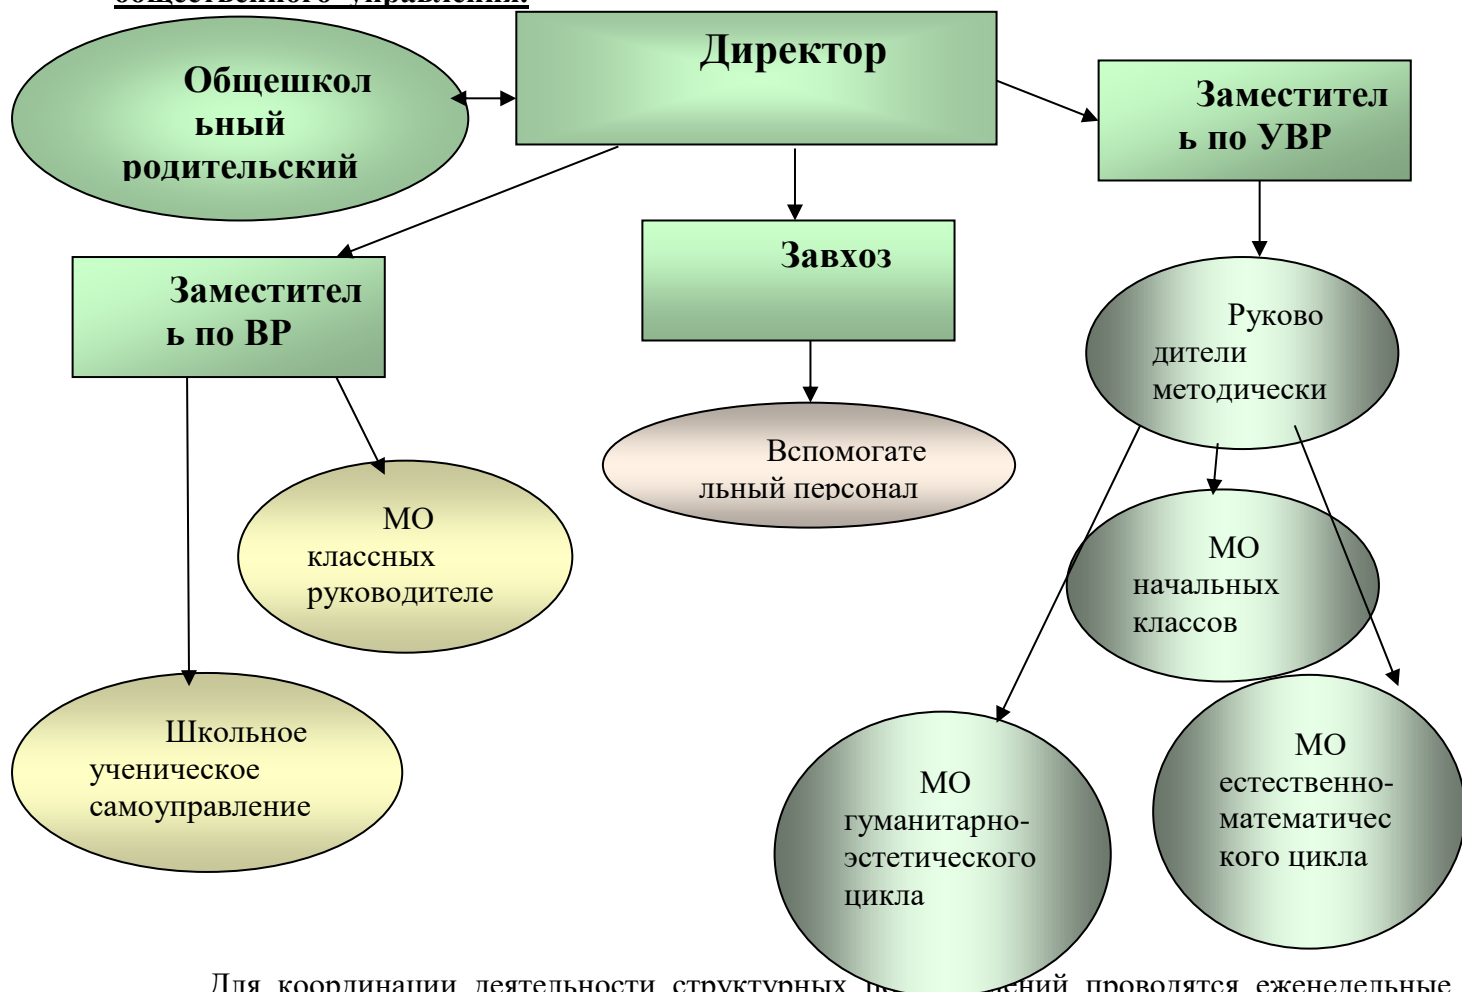 общественного управления.
Директор
Общешкол
ьный
родительский
Заместител
ь по УВР
Завхоз
Заместител
ь по ВР
Руково
дители
методически
Вспомогате
льный персонал
МО
классных
руководителе
МО
начальных
классов
Школьное
ученическое
самоуправление
МО
естественно-
математичес
кого цикла
МО
гуманитарно-
эстетического
цикла
Для координации деятельности структурных проводятся еженедельные